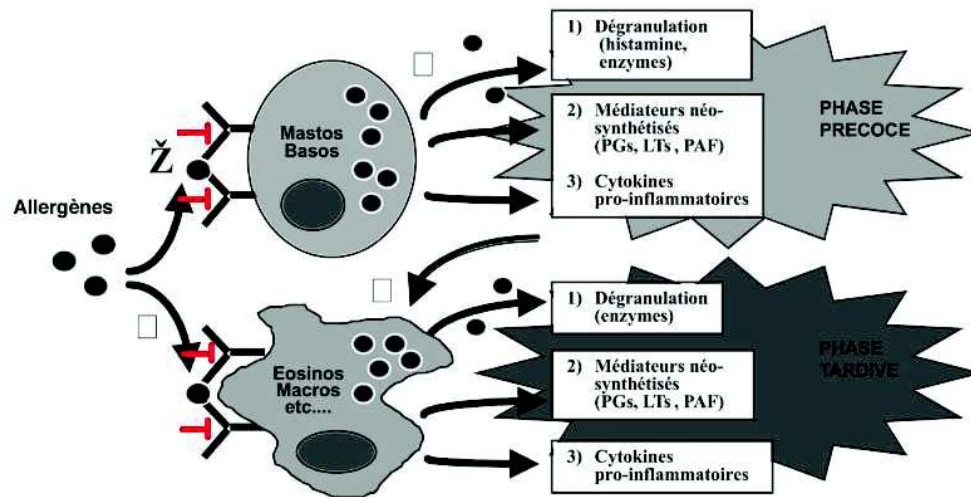 1) Dégranulation
(histamine,
enzymes)
2) Médiateurs néo-
synthétisés
(PGs, LTs , PAF)
3) Cytokines
pro-inflammatoires
PHASE
PRECOCE
Mastos
Basos
Ž
Allergènes
1) Dégranulation
(enzymes)
2) Médiateurs néo-
synthétisés
(PGs, LTs , PAF)
3) Cytokines
pro-inflammatoires
PHASE
TARDIVE
Eosinos
Macros
etc....